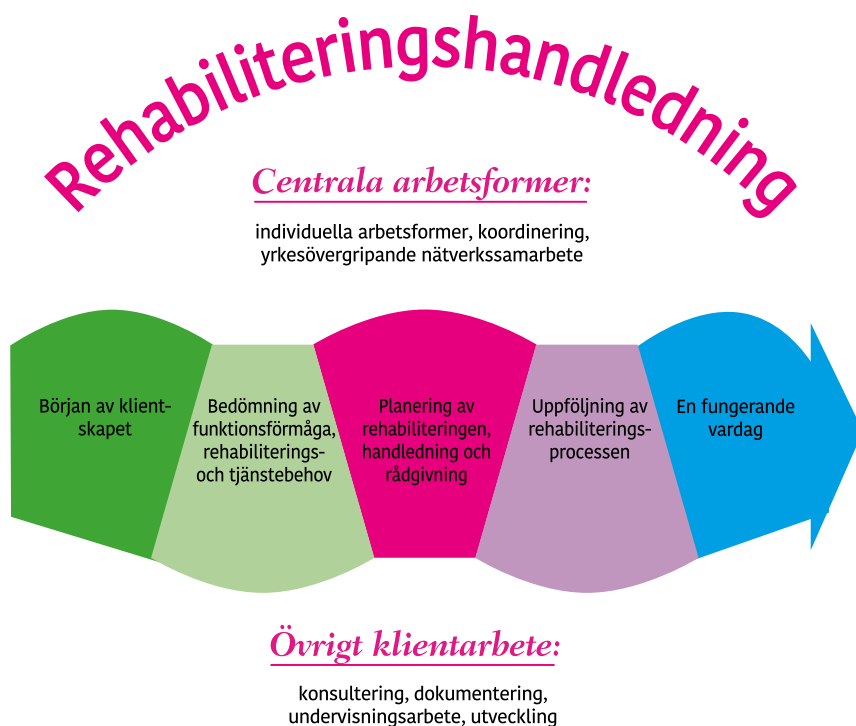 Rehabiliteringshandledning
Centrala arbetsformer:
individuella arbetsformer, koordinering,
yrkesövergripande nätverkssamarbete
Början av klient-
skapet
Bedömning av
funktionsförmåga,
rehabiliterings-
och tjänstebehov
Planering av
rehabiliteringen,
handledning och
rådgivning
Uppföljning av
rehabiliterings-
processen
En fungerande
vardag
Övrigt klientarbete:
konsultering, dokumentering,
undervisningsarbete, utveckling